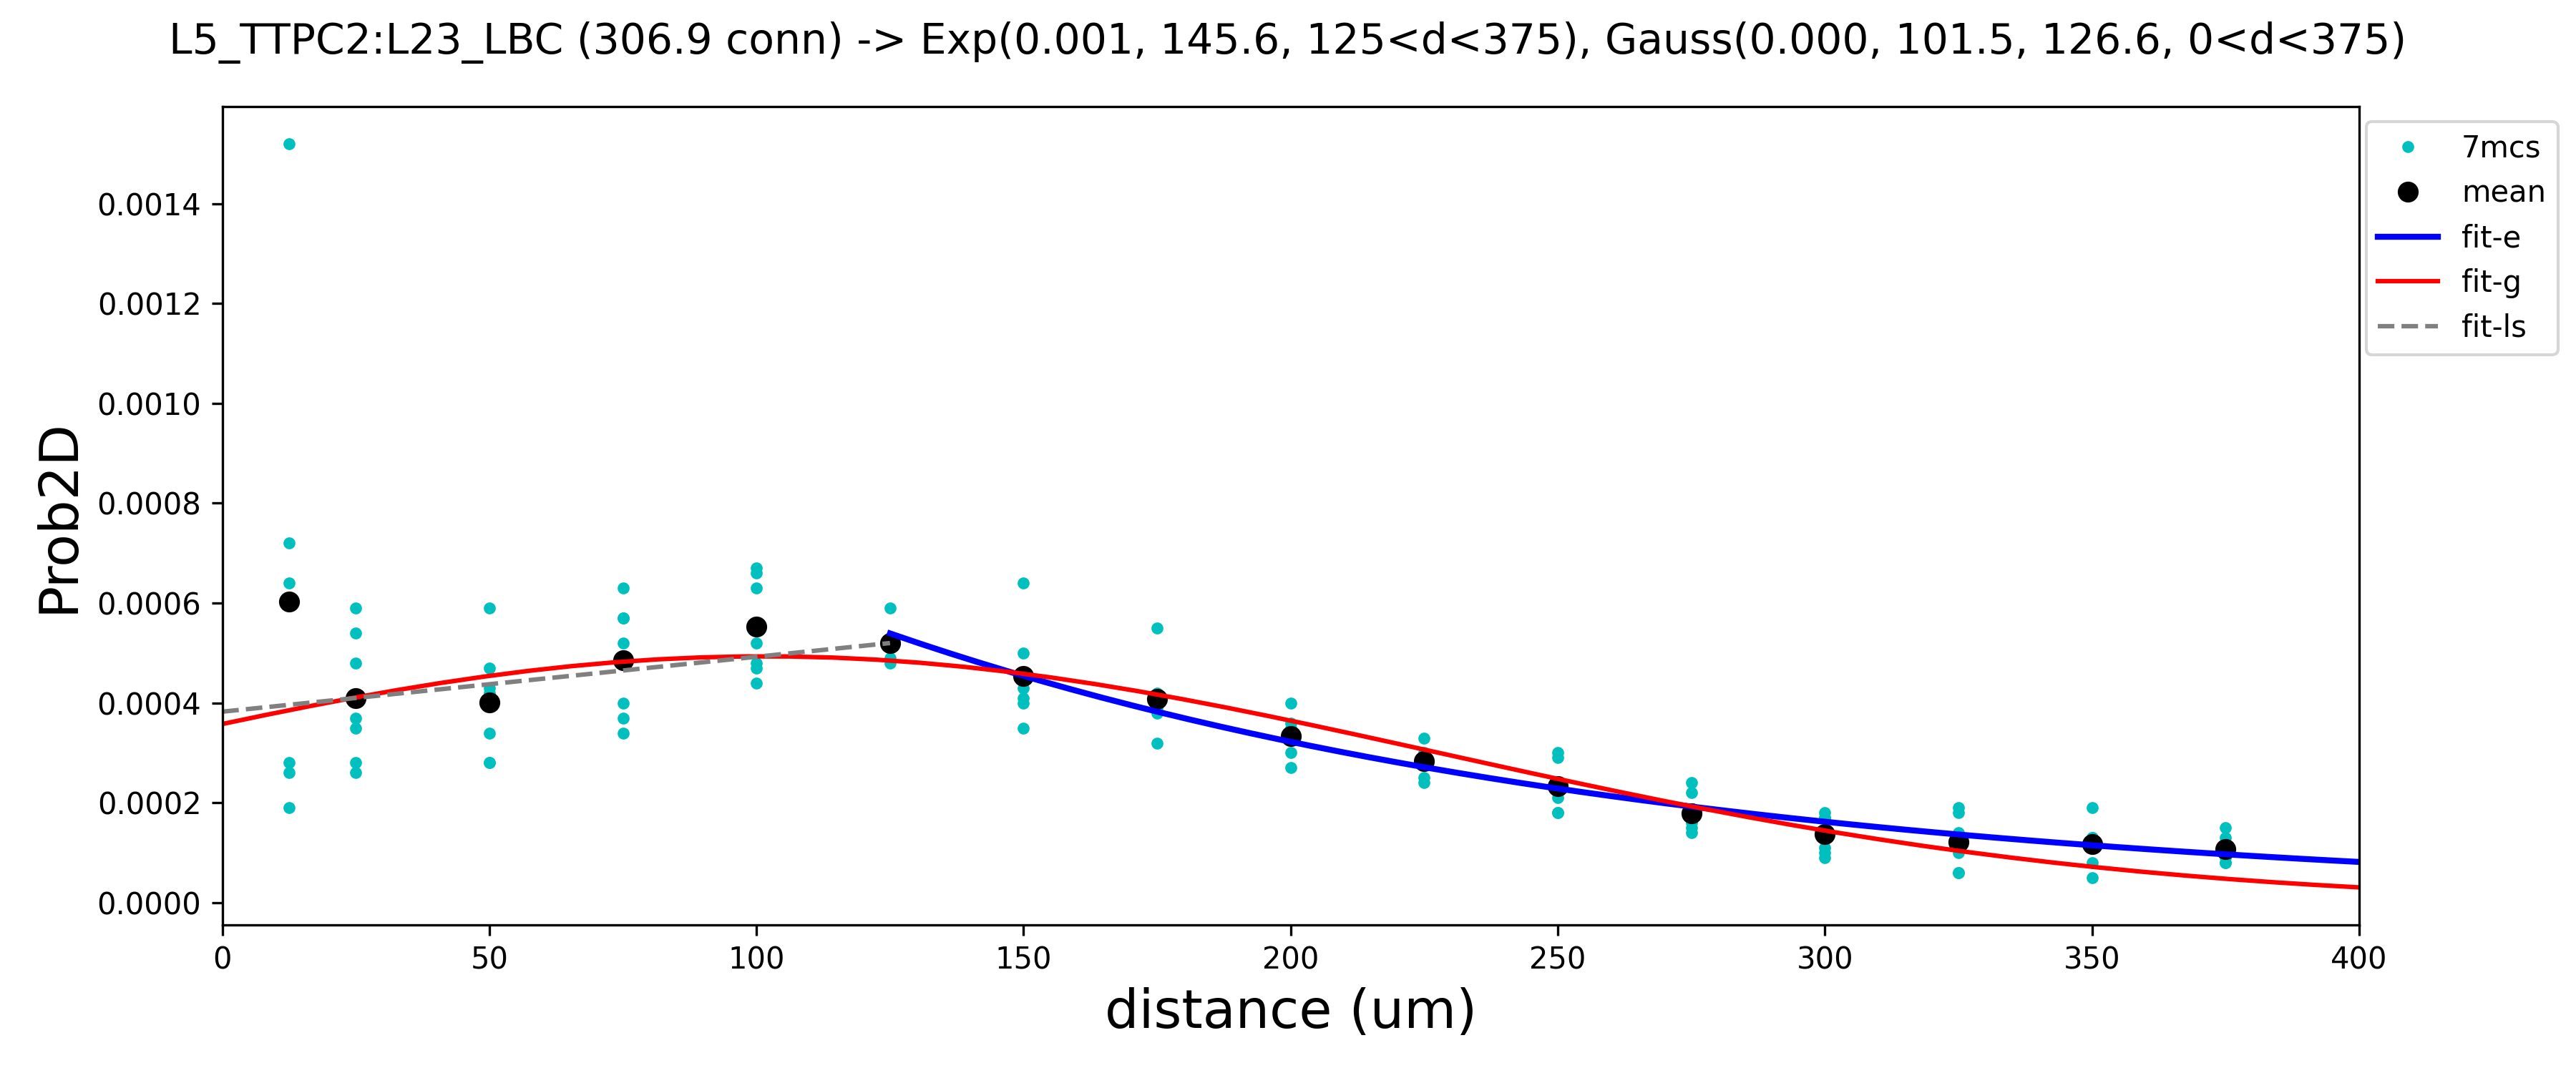 L5_TTPC2:L23_LBC (306.9 conn) -> Exp(0.001, 145.6, 125<d<375), Gauss(0.000, 101.5, 126.6, 0<d<375)
7mcs
mean
fit-e
fit-g
fit-ls
Prob2D
0.0014
0.0012
0.0010
0.0008
0.0006
0.0004
0.0002
0.0000
0 50 100 150 200 250 300 350 400
distance (um)